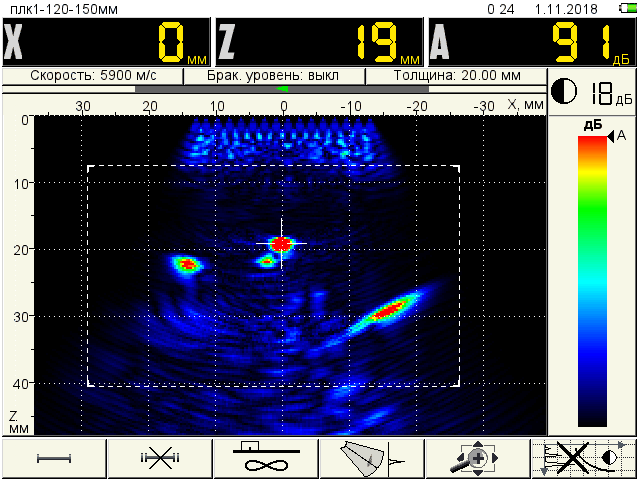 плк1-120-150мм 0 24 1.11.2018
X 0 мм Z 19 мм A 91 дБ
Скорость: 5900 м/с Брак. уровень: выкл Толщина: 20.00 мм
18 дБ
30 20 10 0 -10 -20 -30 X, мм
дБ
A
0
10
20
30
40
Z
мм